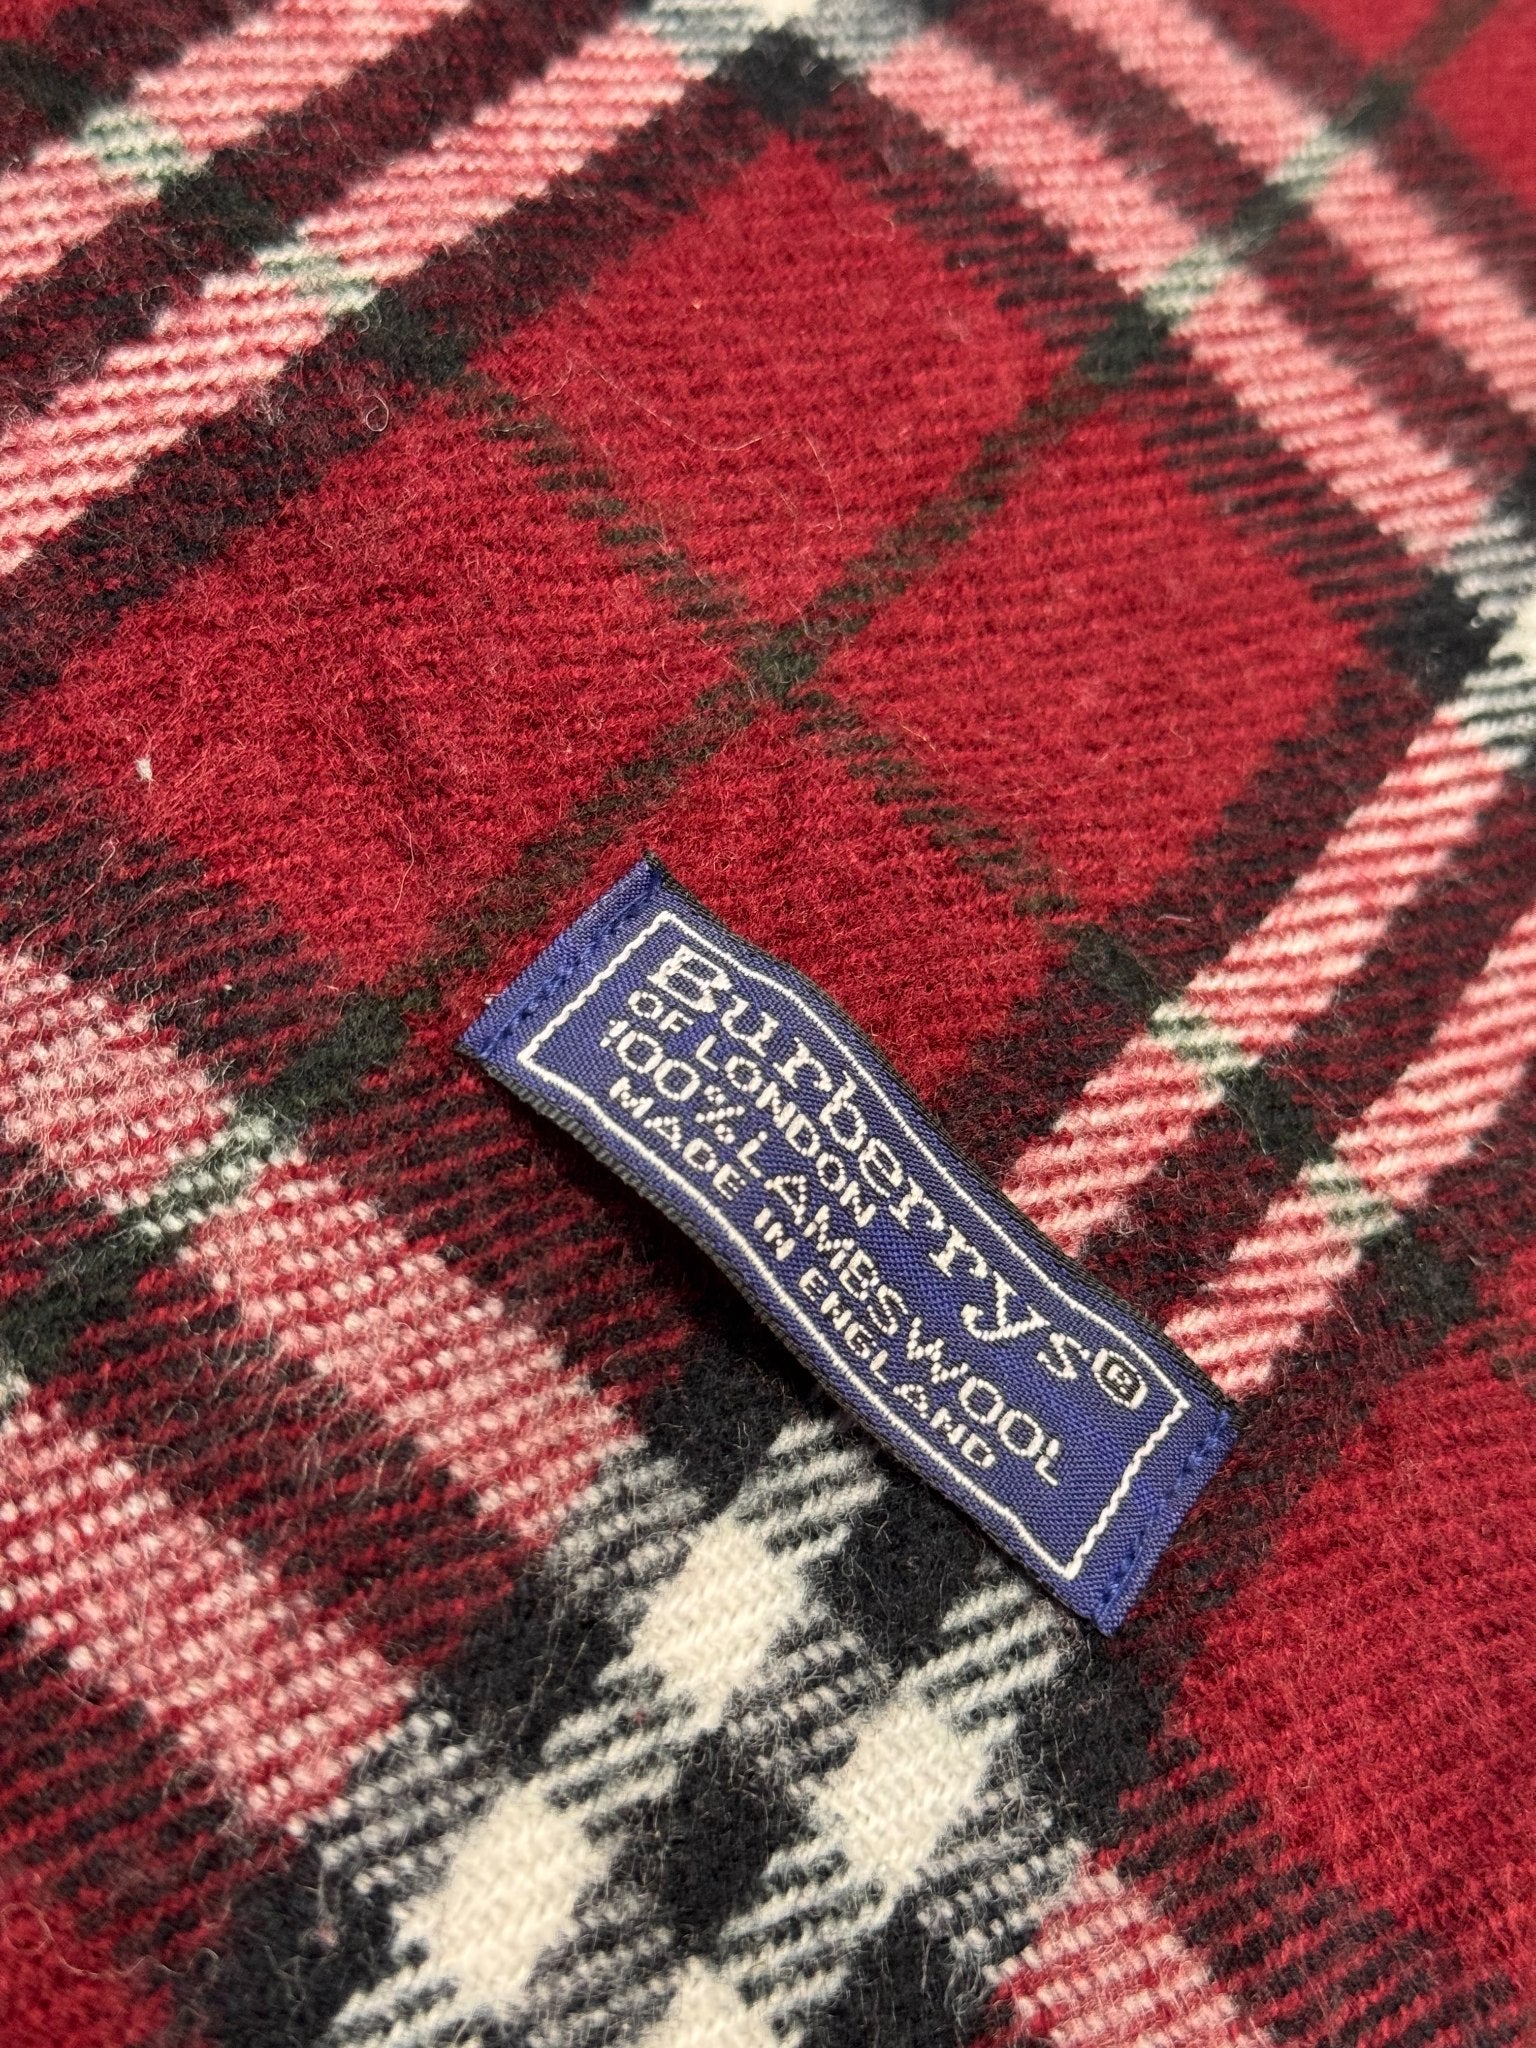 Burberrys®
OF LONDON
100% LAMBSWOOL
MADE IN ENGLAND